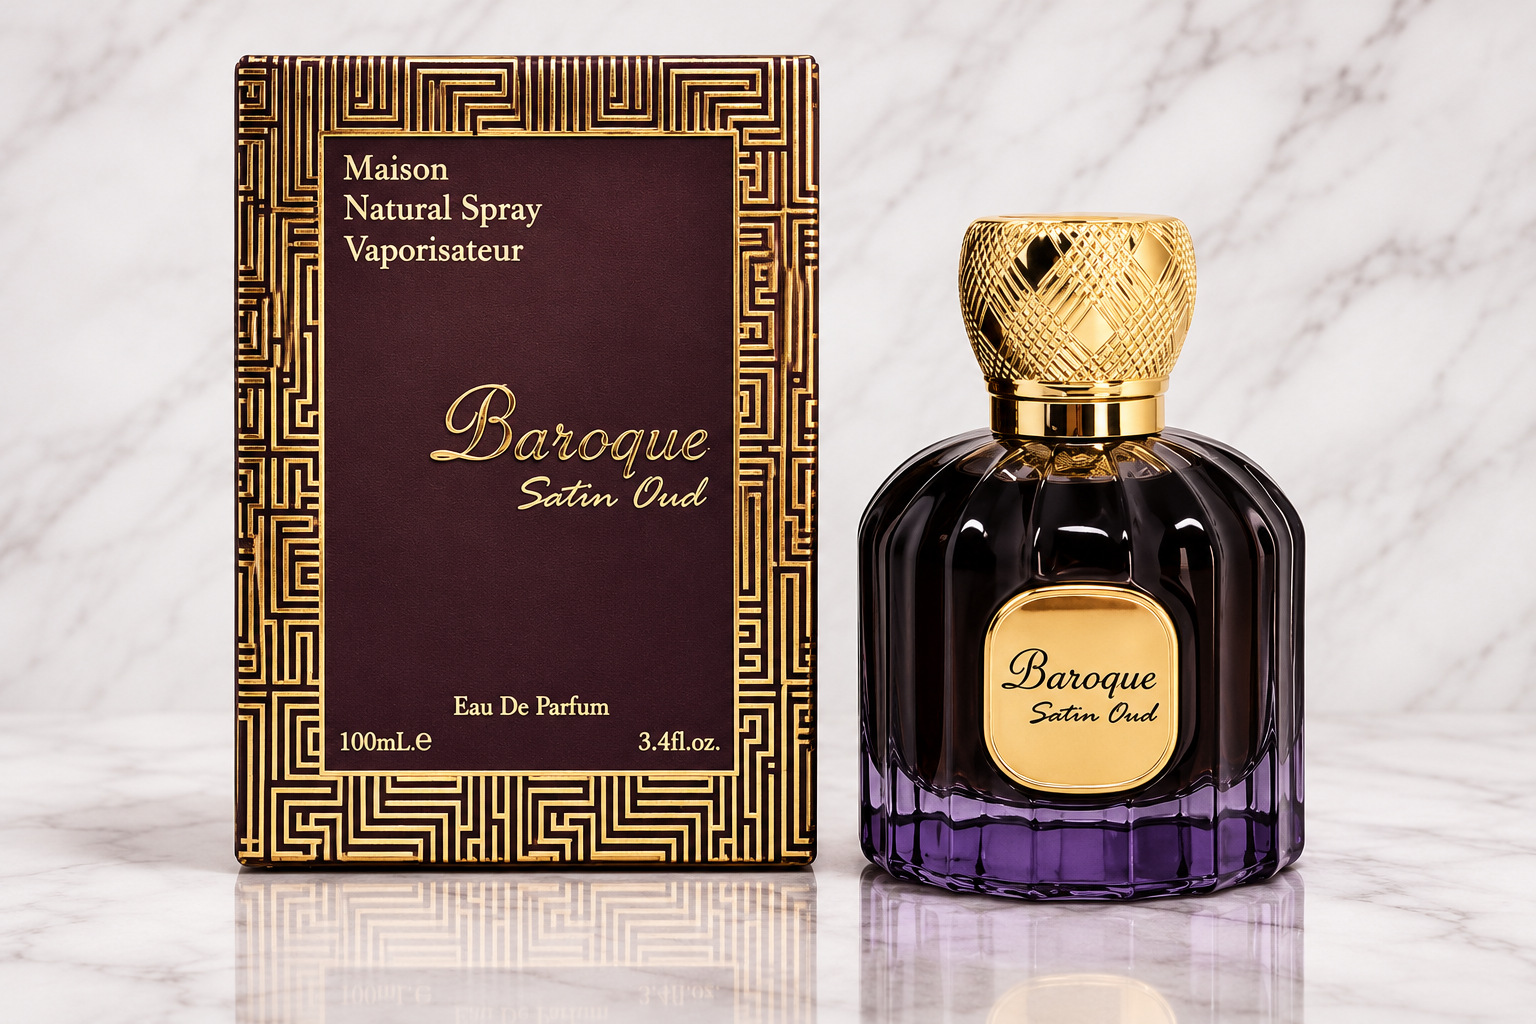 Maison
Natural Spray
Vaporisateur
Baroque
Satin Oud
Eau De Parfum
100mL.e
3.4fl.oz.
Baroque
Satin Oud